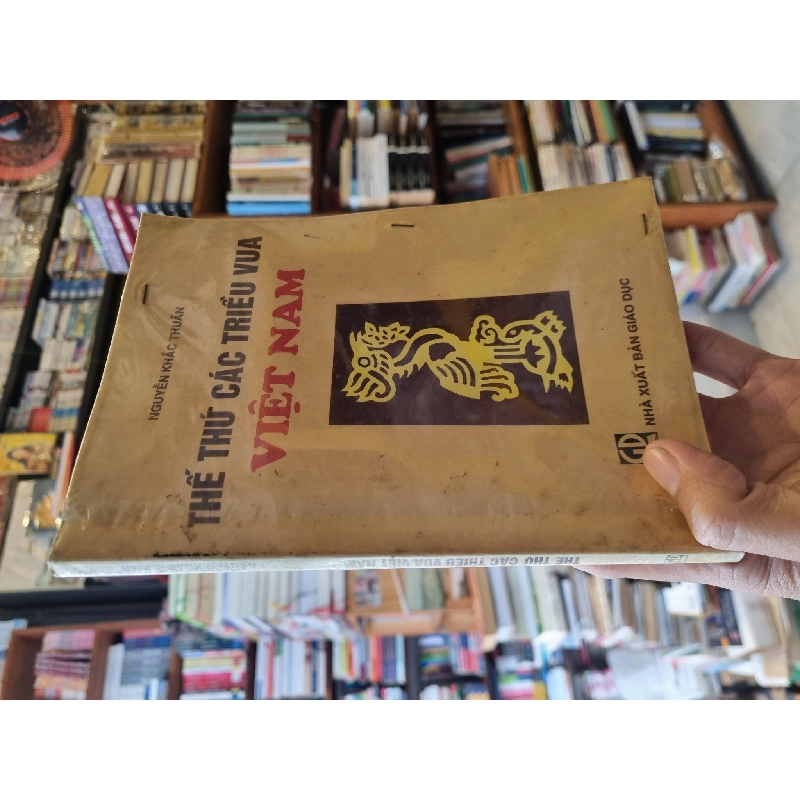 NGUYỄN KHẮC THUẦN
THẾ THỨ CÁC TRIỀU VUA
VIỆT NAM
GD
NHÀ XUẤT BẢN GIÁO DỤC
THẾ THỨ CÁC TRIỀU VUA VIỆT NAM